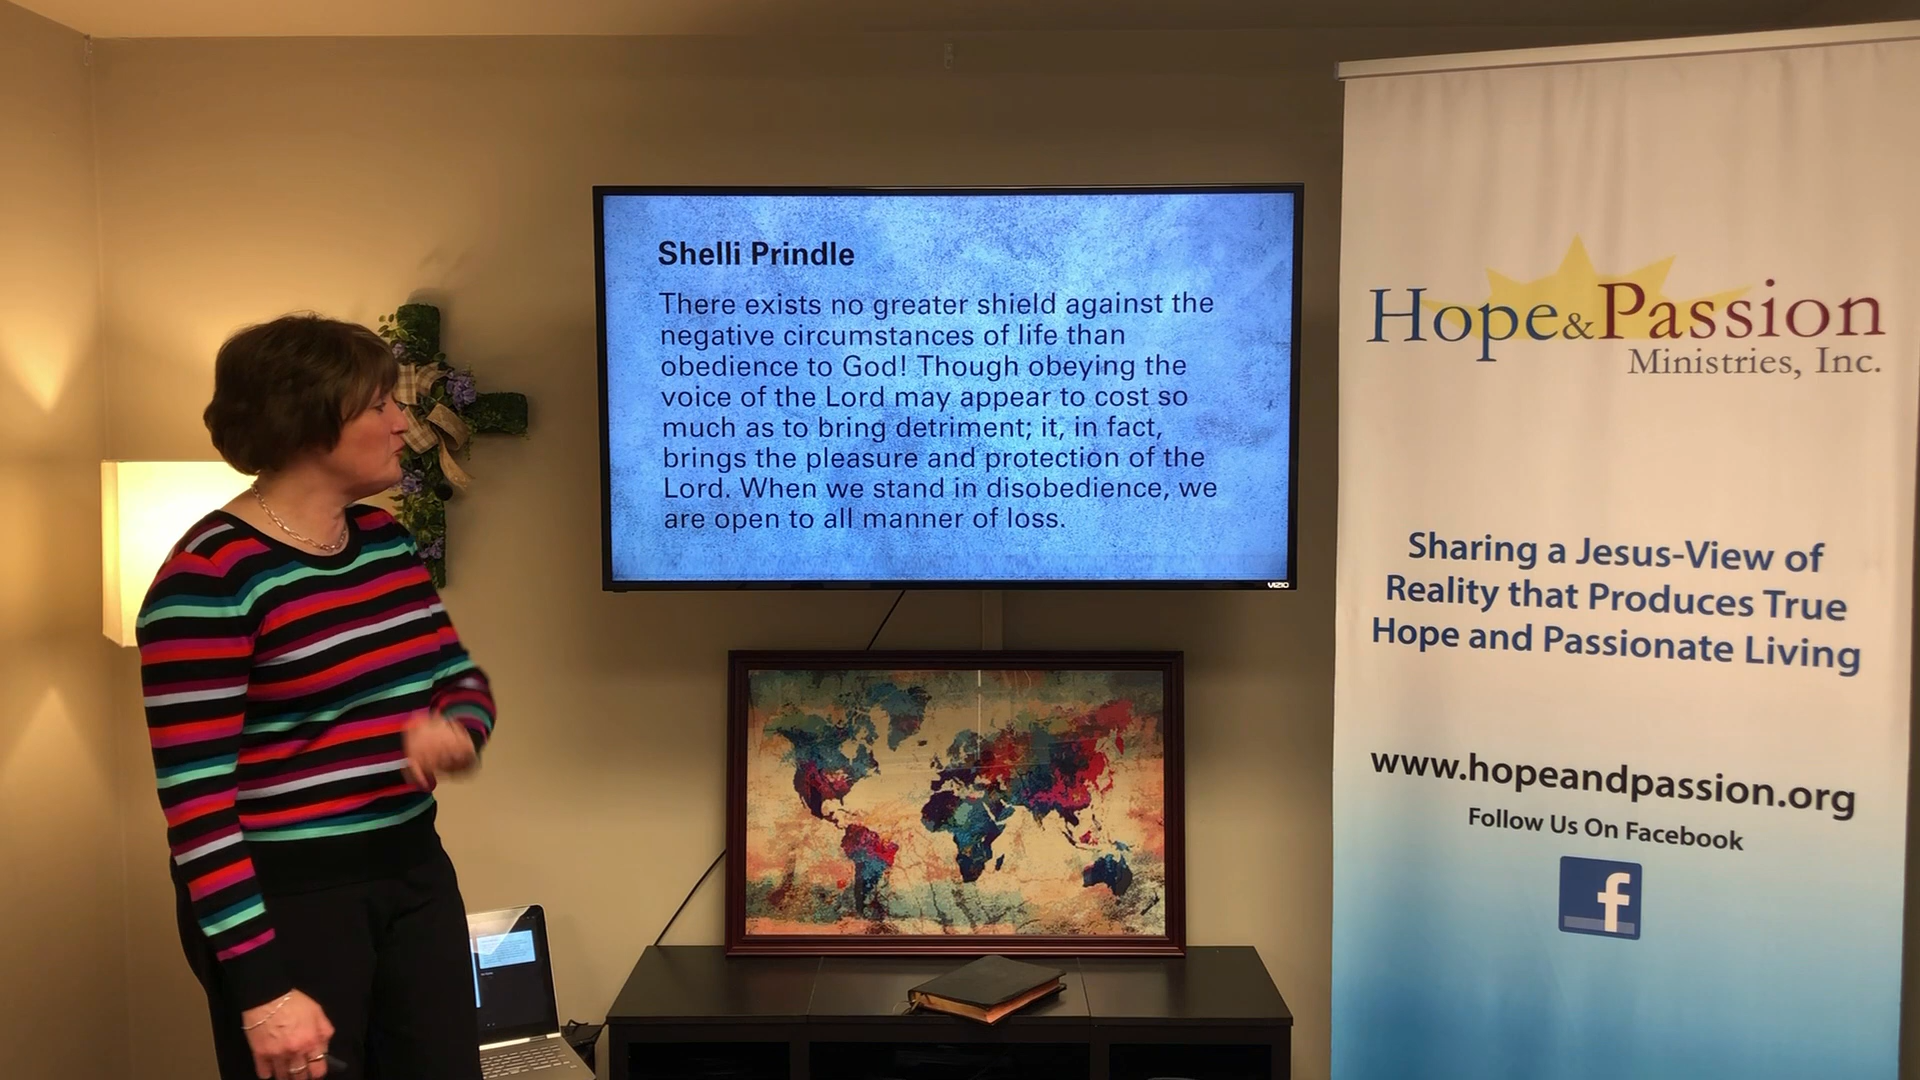 Shelli Prindle
There exists no greater shield against the
negative circumstances of life than
obedience to God! Though obeying the
voice of the Lord may appear to cost so
much as to bring detriment; it, in fact,
brings the pleasure and protection of the
Lord. When we stand in disobedience, we
are open to all manner of loss.
VIZIO
Hope&Passion
Ministries, Inc.
Sharing a Jesus-View of
Reality that Produces True
Hope and Passionate Living
www.hopeandpassion.org
Follow Us On Facebook
f